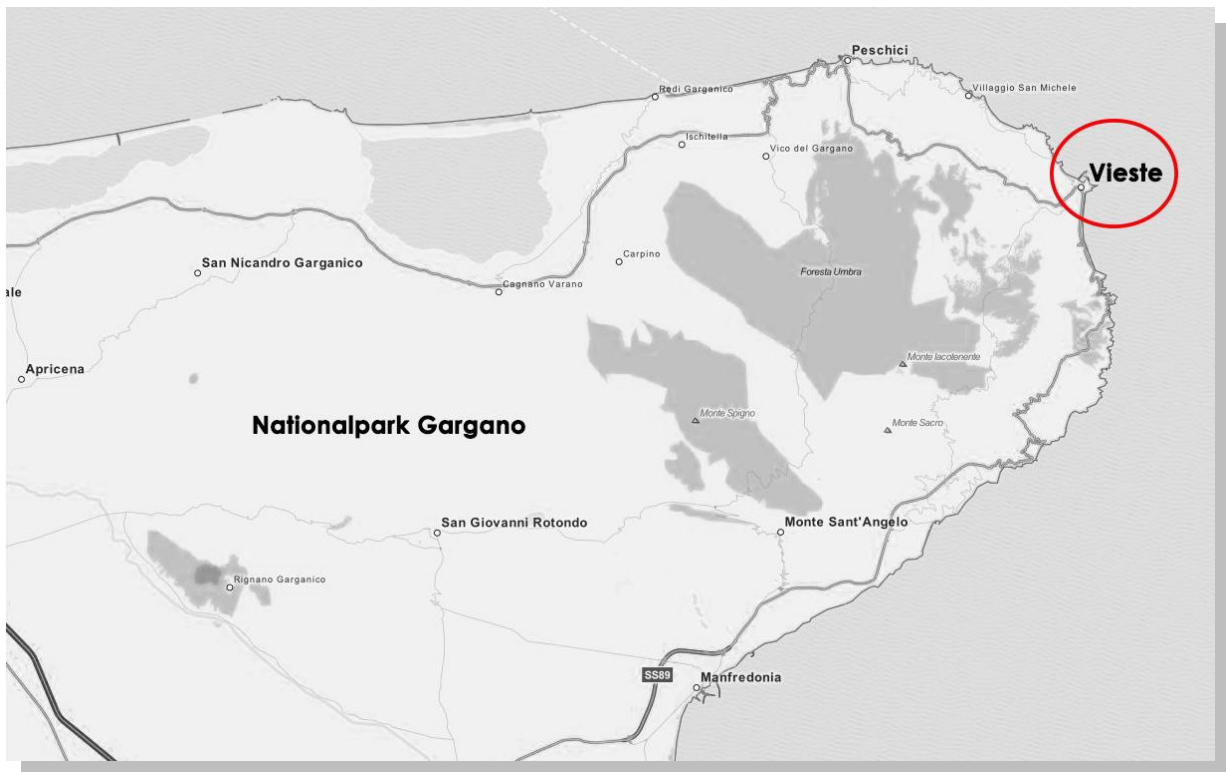 Peschici
Rodi Garganico
Villaggio San Michele
Ischitella
Vico del Gargano
Vieste
Carpino
San Nicandro Garganico
Foresta Umbra
Cagnano Varano
ale
Monte Iacotenente
Apricena
Monte Spigno
Monte Sacro
Nationalpark Gargano
San Giovanni Rotondo
Monte Sant'Angelo
Rignano Garganico
SS89
Manfredonia